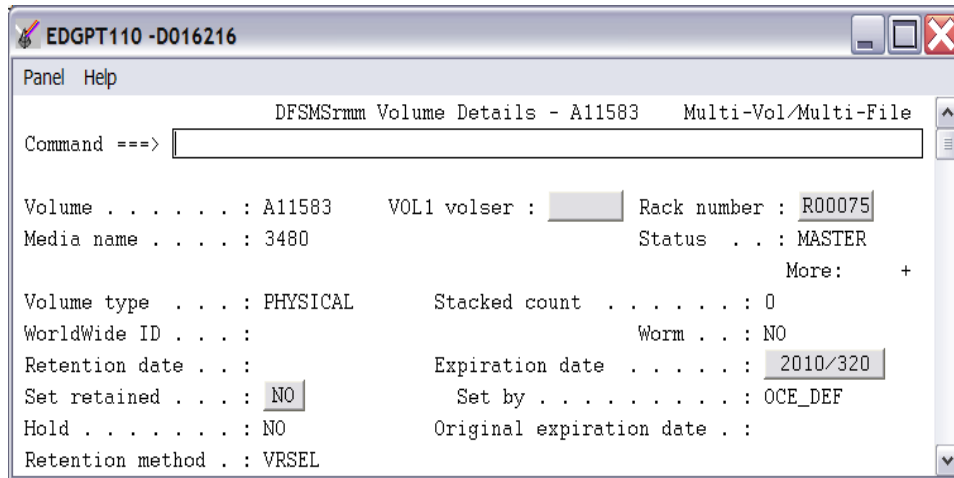 EDGPT110 -D016216
Panel Help
DFSMSrmm Volume Details - A11583 Multi-Vol/Multi-File
Command ===>
Volume . . . . . . : A11583 VOL1 volser : Rack number : R00075
Media name . . . . : 3480 Status . . : MASTER
More: +
Volume type . . . : PHYSICAL Stacked count . . . . . . : 0
WorldWide ID . . . : Worm . . : NO
Retention date . . : Expiration date . . . . . : 2010/320
Set retained . . . : NO Set by . . . . . . . . . : OCE_DEF
Hold . . . . . . . : NO Original expiration date . :
Retention method . : VRSEL